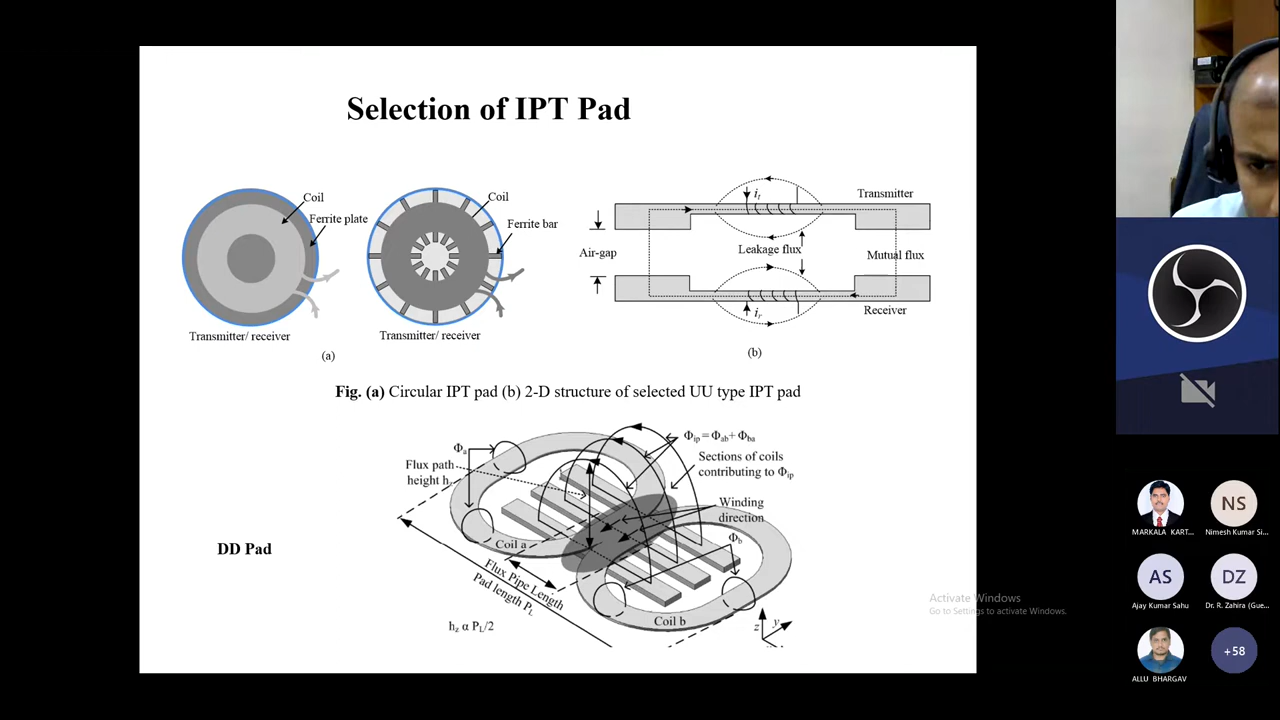 Selection of IPT Pad
Coil
Ferrite plate
Transmitter/ receiver
Coil
Ferrite bar
Transmitter/ receiver
(a)
Air-gap
i_t
Transmitter
Leakage flux
Mutual flux
i_r
Receiver
(b)
Fig. (a) Circular IPT pad (b) 2-D structure of selected UU type IPT pad
DD Pad
Φa
Flux path
height h
Φip = Φab + Φba
Sections of coils
contributing to Φip
Winding
direction
Coil a
Φb
Flux Pipe Length
Pad length PL
Coil b
hz α PL/2
z
y
Activate Windows
Go to Settings to activate Windows.
MARKALA KART...
NS
Nimesh Kumar Si...
AS
Ajay Kumar Sahu
DZ
Dr. R. Zahira (Gue...
ALLU BHARGAV
+58